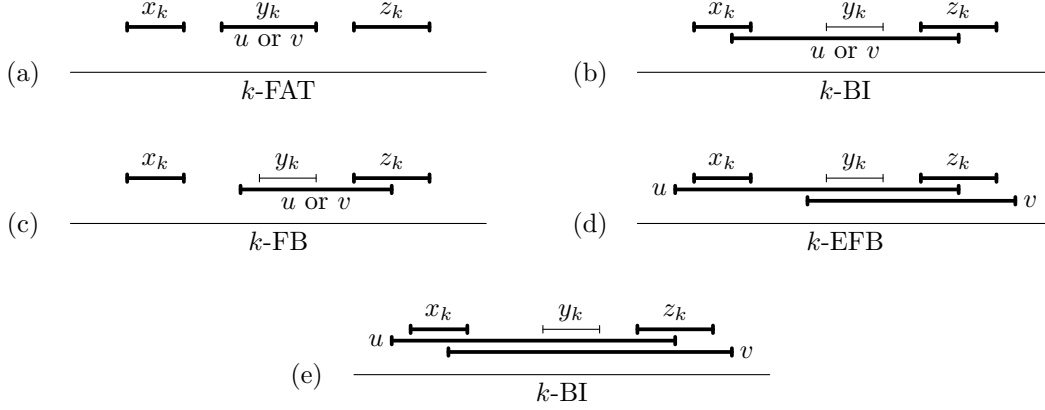 x_k y_k z_k
u or v
(a)
k-FAT
x_k y_k z_k
u or v
(b)
k-BI
x_k y_k z_k
u or v
(c)
k-FB
x_k y_k z_k
u
v
(d)
k-EFB
x_k y_k z_k
u
v
(e)
k-BI